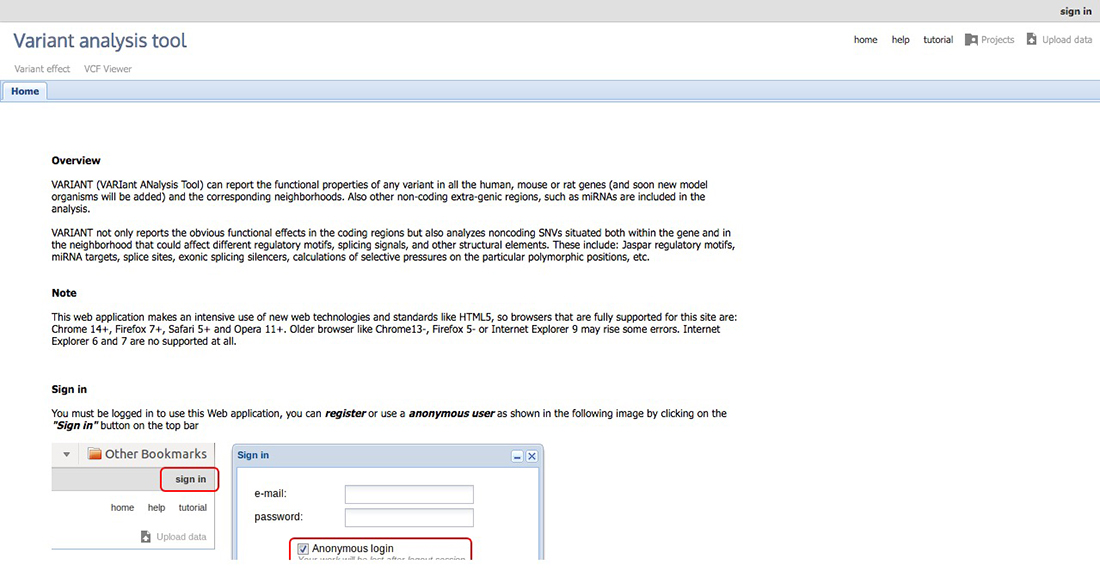 sign in
Variant analysis tool
home help tutorial Projects Upload data
Variant effect VCF Viewer
Home
Overview
VARIANT (VARIant ANalysis Tool) can report the functional properties of any variant in all the human, mouse or rat genes (and soon new model
organisms will be added) and the corresponding neighborhoods. Also other non-coding extra-genic regions, such as miRNAs are included in the
analysis.
VARIANT not only reports the obvious functional effects in the coding regions but also analyzes noncoding SNVs situated both within the gene and in
the neighborhood that could affect different regulatory motifs, splicing signals, and other structural elements. These include: Jaspar regulatory motifs,
miRNA targets, splice sites, exonic splicing silencers, calculations of selective pressures on the particular polymorphic positions, etc.
Note
This web application makes an intensive use of new web technologies and standards like HTML5, so browsers that are fully supported for this site are:
Chrome 14+, Firefox 7+, Safari 5+ and Opera 11+. Older browser like Chrome13-, Firefox 5- or Internet Explorer 9 may rise some errors. Internet
Explorer 6 and 7 are no supported at all.
Sign in
You must be logged in to use this Web application, you can register or use a anonymous user as shown in the following image by clicking on the
"Sign in" button on the top bar
Other Bookmarks
sign in
home help tutorial
Upload data
Sign in
e-mail:
password:
Anonymous login
Your work will be lost after logout session